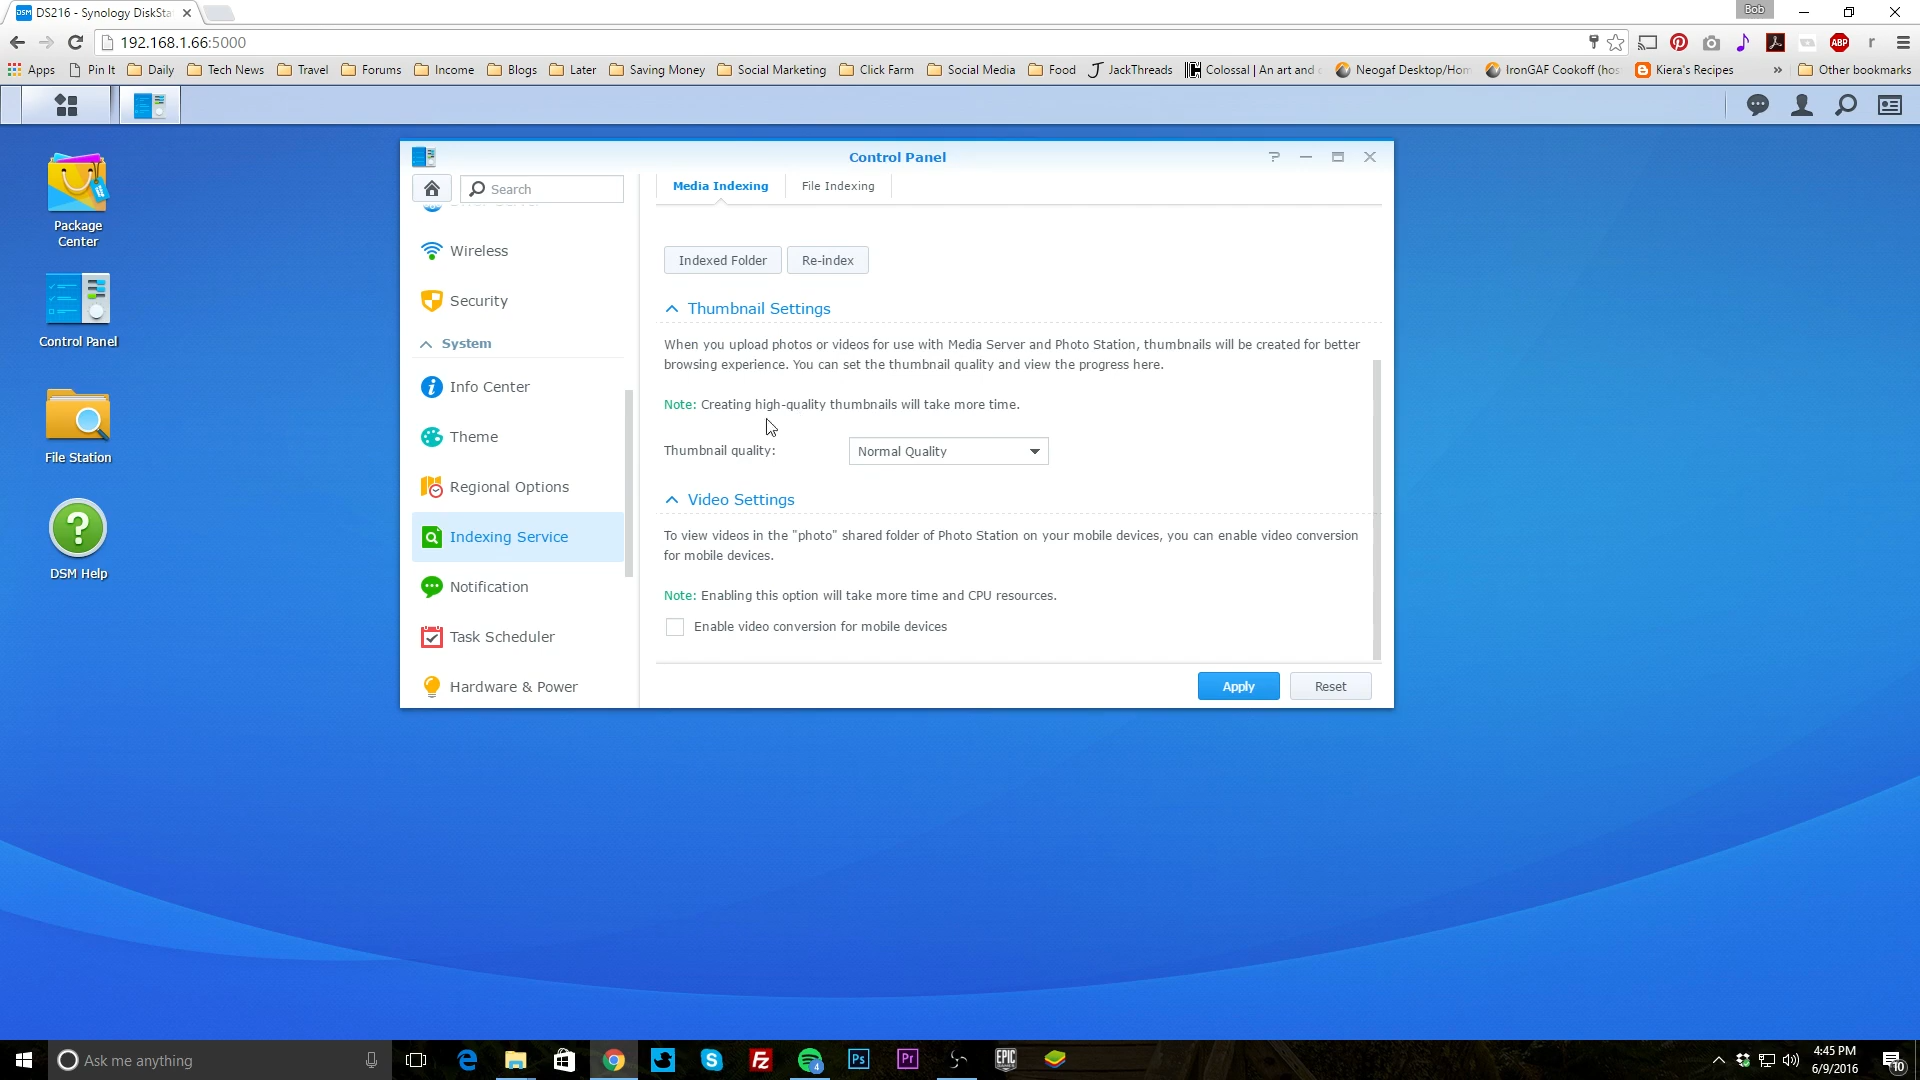 DSM DS216 - Synology DiskSta
Bob
192.168.1.66:5000
ABP
Apps Pin It Daily Tech News Travel Forums Income Blogs Later Saving Money Social Marketing Click Farm Social Media Food JackThreads Colossal | An art and Neogaf Desktop/Hom IronGAF Cookoff (hos Kiera's Recipes » Other bookmarks
Package
Center
Control Panel
File Station
DSM Help
Control Panel
Search
Wireless
Security
System
Info Center
Theme
Regional Options
Indexing Service
Notification
Task Scheduler
Hardware & Power
Media Indexing File Indexing
Indexed Folder Re-index
Thumbnail Settings
When you upload photos or videos for use with Media Server and Photo Station, thumbnails will be created for better
browsing experience. You can set the thumbnail quality and view the progress here.
Note: Creating high-quality thumbnails will take more time.
Thumbnail quality: Normal Quality
Video Settings
To view videos in the "photo" shared folder of Photo Station on your mobile devices, you can enable video conversion
for mobile devices.
Note: Enabling this option will take more time and CPU resources.
Enable video conversion for mobile devices
Apply Reset
Ask me anything
4
Ps
Pr
EPIC
4:45 PM
6/9/2016
10